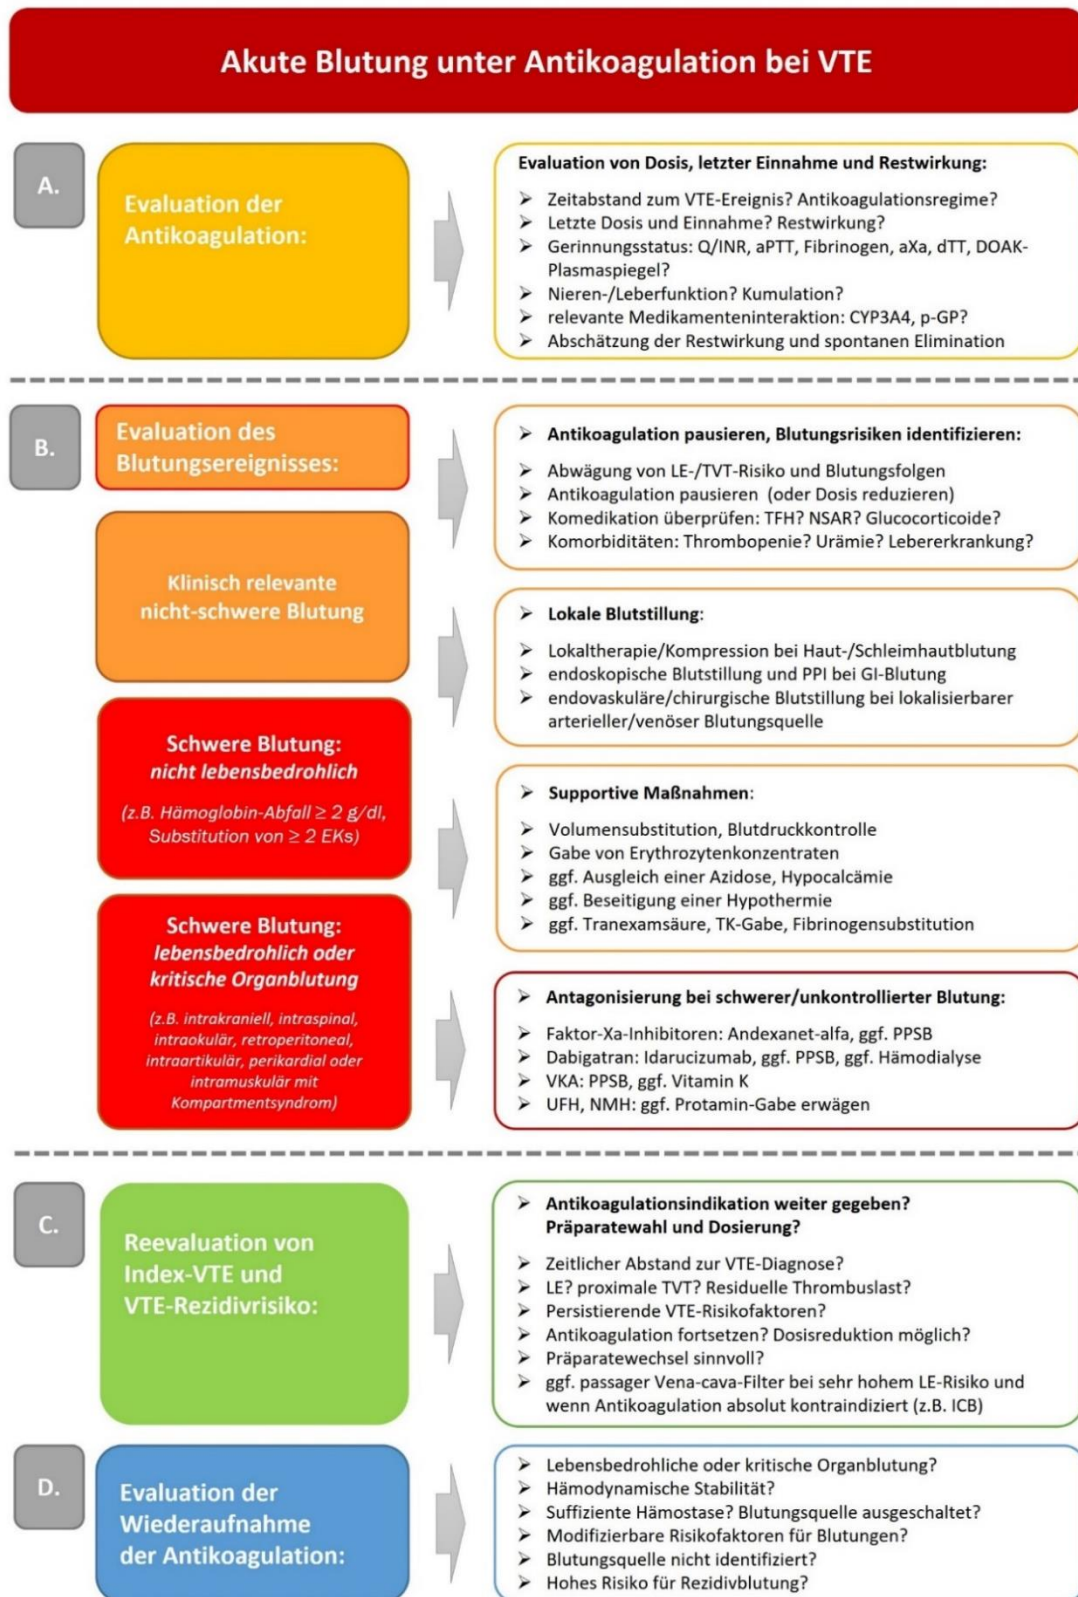 Akute Blutung unter Antikoagulation bei VTE
A.
Evaluation der
Antikoagulation:
Evaluation von Dosis, letzter Einnahme und Restwirkung:
➢ Zeitabstand zum VTE-Ereignis? Antikoagulationsregime?
➢ Letzte Dosis und Einnahme? Restwirkung?
➢ Gerinnungsstatus: Q/INR, aPTT, Fibrinogen, aXa, dTT, DOAK-
Plasmaspiegel?
➢ Nieren-/Leberfunktion? Kumulation?
➢ relevante Medikamenteninteraktion: CYP3A4, p-GP?
➢ Abschätzung der Restwirkung und spontanen Elimination
B.
Evaluation des
Blutungsereignisses:
➢ Antikoagulation pausieren, Blutungsrisiken identifizieren:
➢ Abwägung von LE-/TVT-Risiko und Blutungsfolgen
➢ Antikoagulation pausieren (oder Dosis reduzieren)
➢ Komedikation überprüfen: TFH? NSAR? Glucocorticoide?
➢ Komorbiditäten: Thrombopenie? Urämie? Lebererkrankung?
Klinisch relevante
nicht-schwere Blutung
➢ Lokale Blutstillung:
➢ Lokaltherapie/Kompression bei Haut-/Schleimhautblutung
➢ endoskopische Blutstillung und PPI bei GI-Blutung
➢ endovaskuläre/chirurgische Blutstillung bei lokalisierbarer
arterieller/venöser Blutungsquelle
Schwere Blutung:
nicht lebensbedrohlich
(z.B. Hämoglobin-Abfall ≥ 2 g/dl,
Substitution von ≥ 2 EKs)
➢ Supportive Maßnahmen:
➢ Volumensubstitution, Blutdruckkontrolle
➢ Gabe von Erythrozytenkonzentraten
➢ ggf. Ausgleich einer Azidose, Hypocalcämie
➢ ggf. Beseitigung einer Hypothermie
➢ ggf. Tranexamsäure, TK-Gabe, Fibrinogensubstitution
Schwere Blutung:
lebensbedrohlich oder
kritische Organblutung
(z.B. intrakraniell, intraspinal,
intraokulär, retroperitoneal,
intraartikulär, perikardial oder
intramuskulär mit
Kompartmentsyndrom)
➢ Antagonisierung bei schwerer/unkontrollierter Blutung:
➢ Faktor-Xa-Inhibitoren: Andexanet-alfa, ggf. PPSB
➢ Dabigatran: Idarucizumab, ggf. PPSB, ggf. Hämodialyse
➢ VKA: PPSB, ggf. Vitamin K
➢ UFH, NMH: ggf. Protamin-Gabe erwägen
C.
Reevaluation von
Index-VTE und
VTE-Rezidivrisiko:
➢ Antikoagulationsindikation weiter gegeben?
Präparatewahl und Dosierung?
➢ Zeitlicher Abstand zur VTE-Diagnose?
➢ LE? proximale TVT? Residuelle Thrombuslast?
➢ Persistierende VTE-Risikofaktoren?
➢ Antikoagulation fortsetzen? Dosisreduktion möglich?
➢ Präparatewechsel sinnvoll?
➢ ggf. passager Vena-cava-Filter bei sehr hohem LE-Risiko und
wenn Antikoagulation absolut kontraindiziert (z.B. ICB)
D.
Evaluation der
Wiederaufnahme
der Antikoagulation:
➢ Lebensbedrohliche oder kritische Organblutung?
➢ Hämodynamische Stabilität?
➢ Suffiziente Hämostase? Blutungsquelle ausgeschaltet?
➢ Modifizierbare Risikofaktoren für Blutungen?
➢ Blutungsquelle nicht identifiziert?
➢ Hohes Risiko für Rezidivblutung?